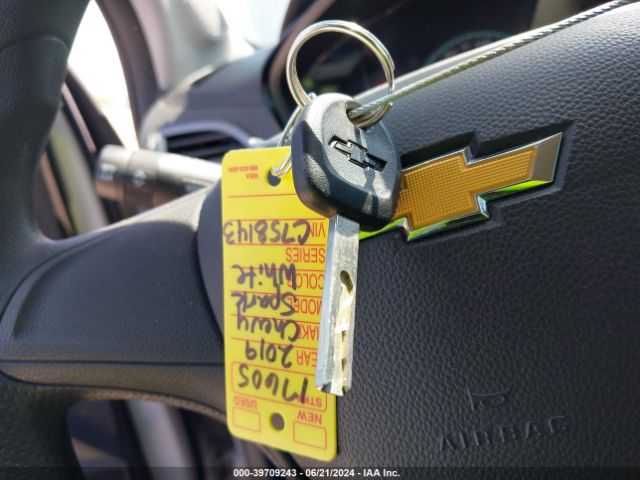 NEW USED
STK 17605
YEAR 2019
MAKE Chevy
MODEL Spark
COLOR White
SERIES
VIN C758143
AIRBAG
000-39709243 - 06/21/2024 - IAA Inc.